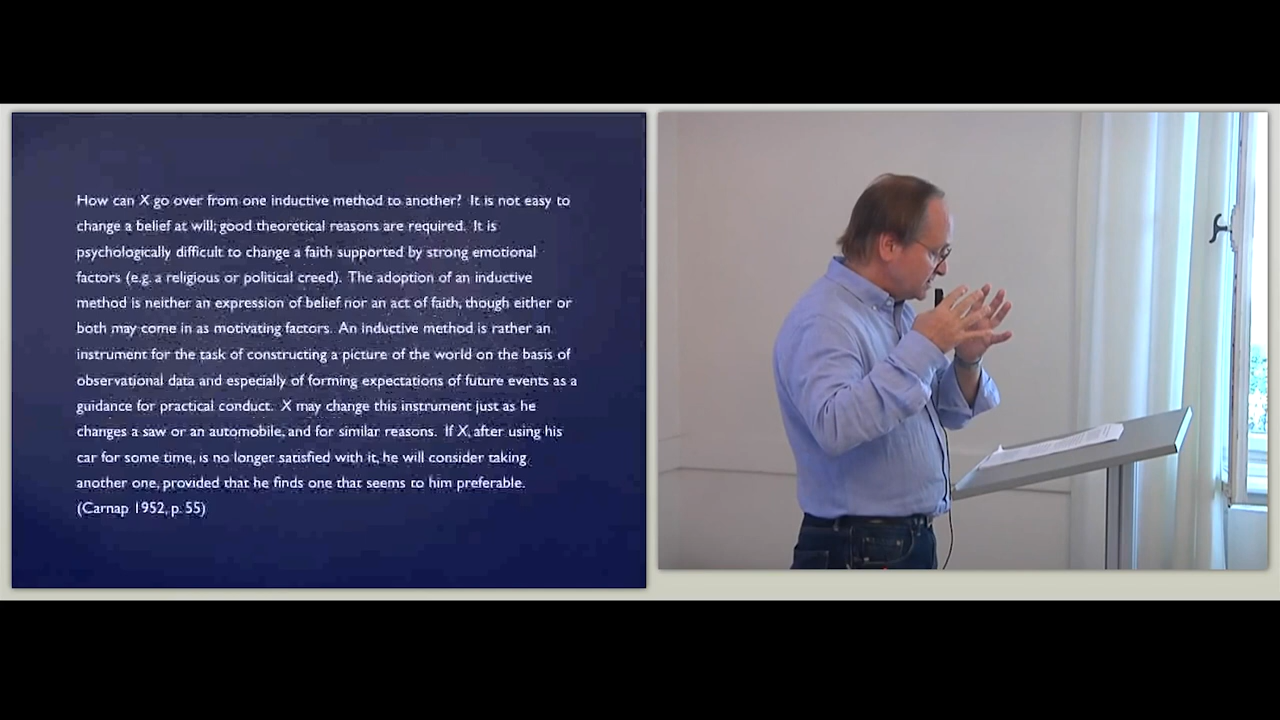 How can X go over from one inductive method to another? It is not easy to
change a belief at will; good theoretical reasons are required. It is
psychologically difficult to change a faith supported by strong emotional
factors (e.g. a religious or political creed). The adoption of an inductive
method is neither an expression of belief nor an act of faith, though either or
both may come in as motivating factors. An inductive method is rather an
instrument for the task of constructing a picture of the world on the basis of
observational data and especially of forming expectations of future events as a
guidance for practical conduct. X may change this instrument just as he
changes a saw or an automobile, and for similar reasons. If X, after using his
car for some time, is no longer satisfied with it, he will consider taking
another one, provided that he finds one that seems to him preferable.
(Carnap 1952, p. 55)